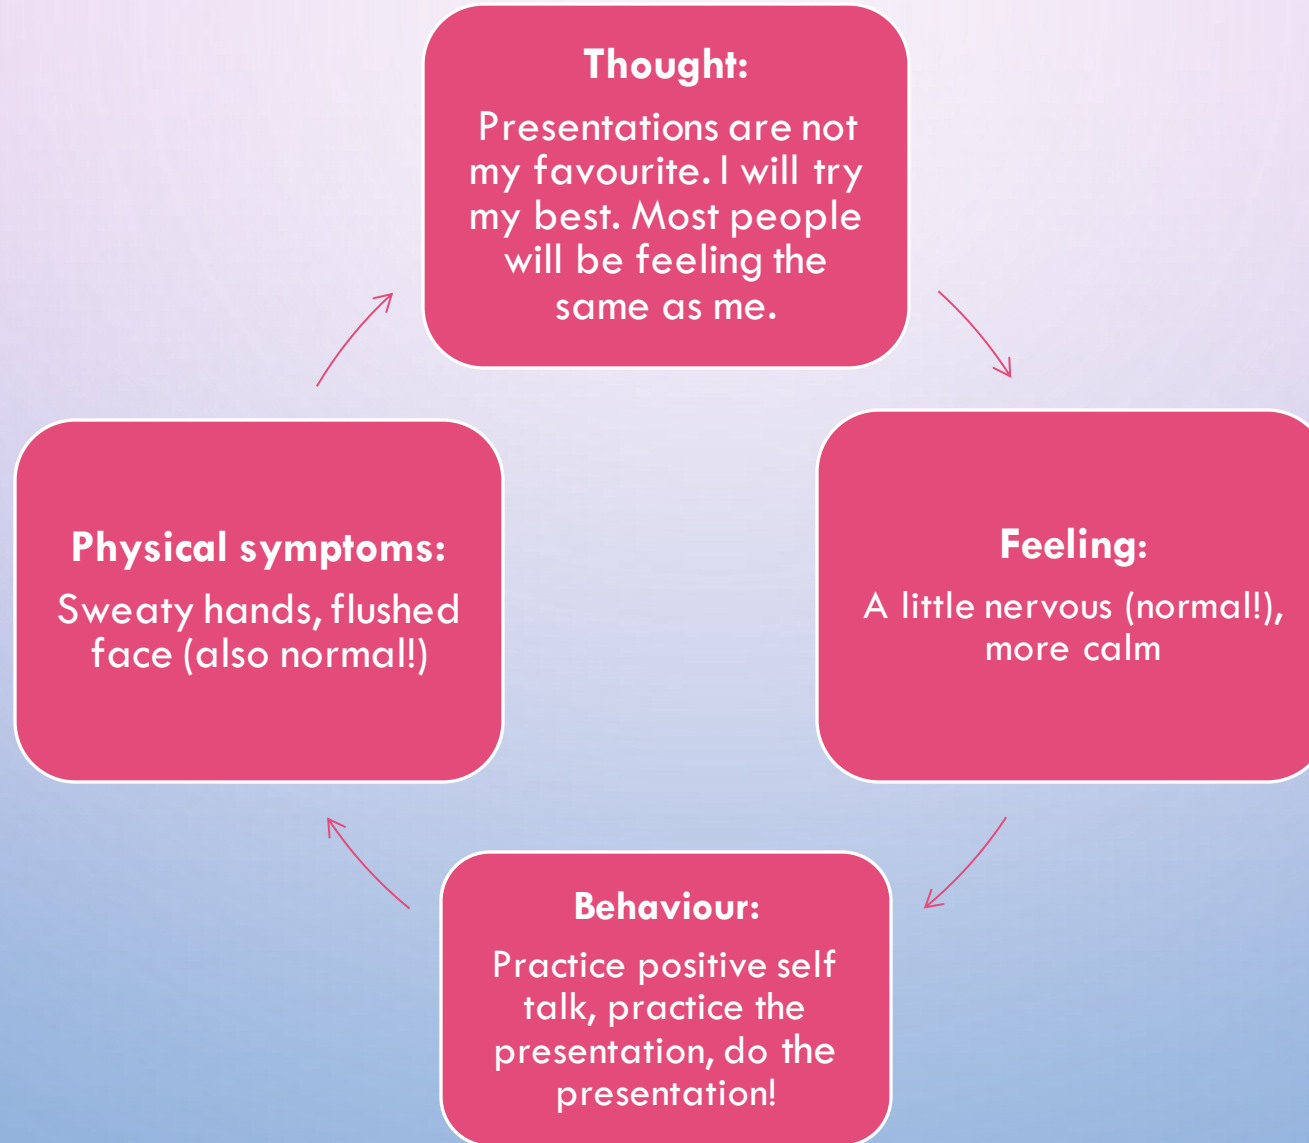 Thought:
Presentations are not
my favourite. I will try
my best. Most people
will be feeling the
same as me.
Feeling:
A little nervous (normal!),
more calm
Behaviour:
Practice positive self
talk, practice the
presentation, do the
presentation!
Physical symptoms:
Sweaty hands, flushed
face (also normal!)